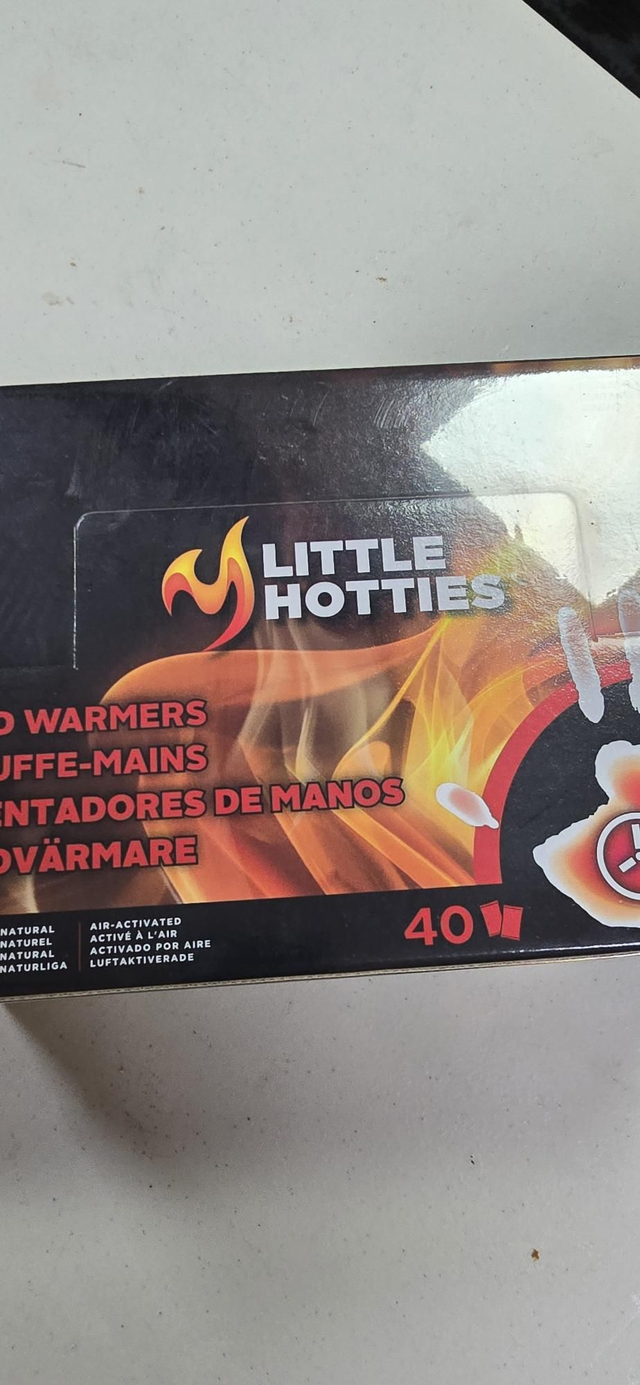 LITTLE
HOTTIES
D WARMERS
UFFE-MAINS
ENTADORES DE MANOS
DVÄRMARE
NATURAL
NATUREL
NATURAL
NATURLIGA
AIR-ACTIVATED
ACTIVÉ À L'AIR
ACTIVADO POR AIRE
LUFTAKTIVERADE
40